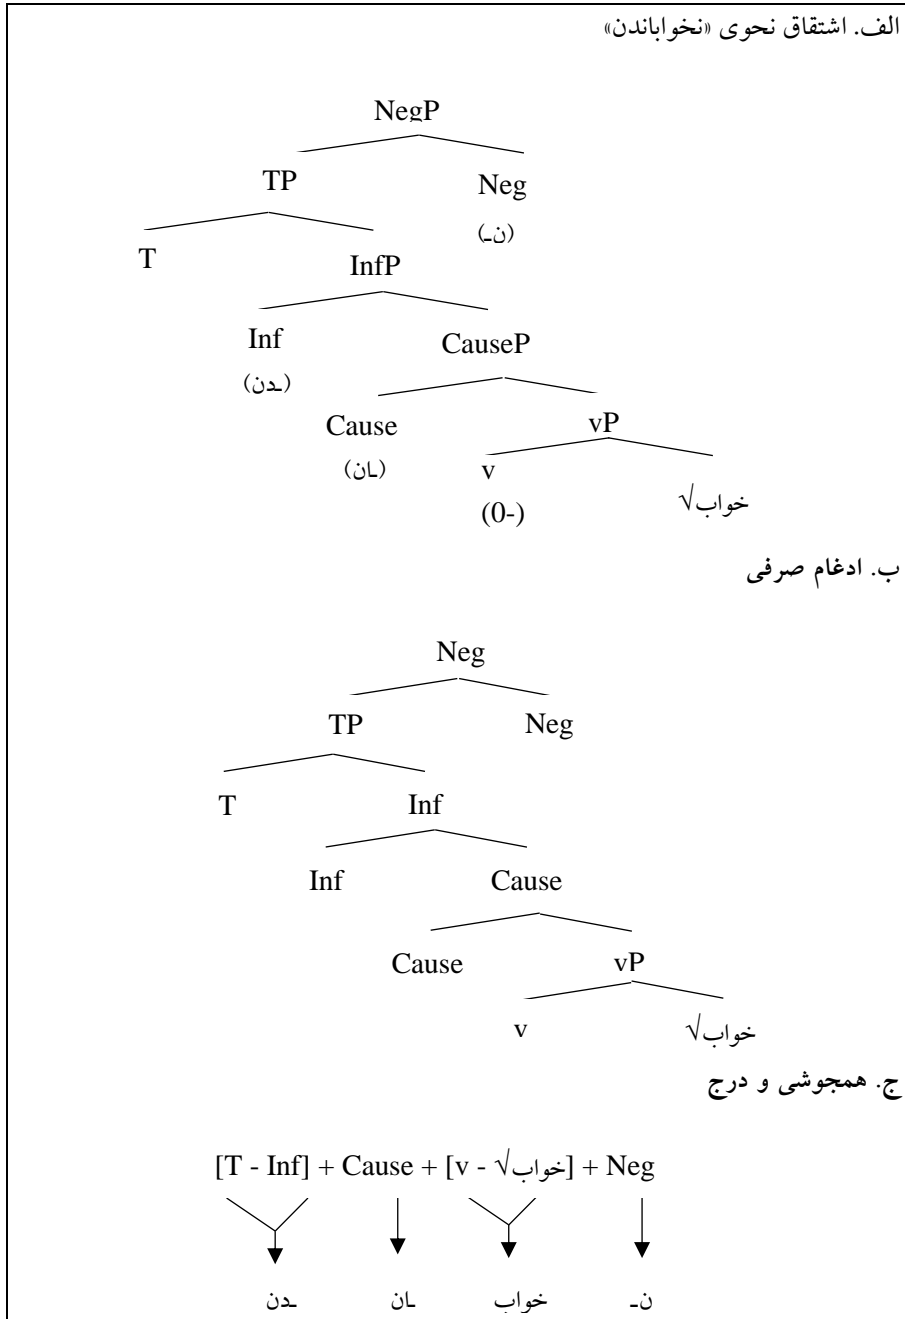 الف. اشتقاق نحوی «نخواباندن»
NegP
TP Neg
(نـ)
T InfP
Inf CauseP
(ـدن)
Cause vP
(ـان) v
(0-) √خواب
ب. ادغام صرفی
Neg
TP Neg
T Inf
Inf Cause
Cause vP
v √خواب
ج. همجوشی و درج
[T - Inf] + Cause + [v - √خواب] + Neg
ـدن ـان خواب نـ